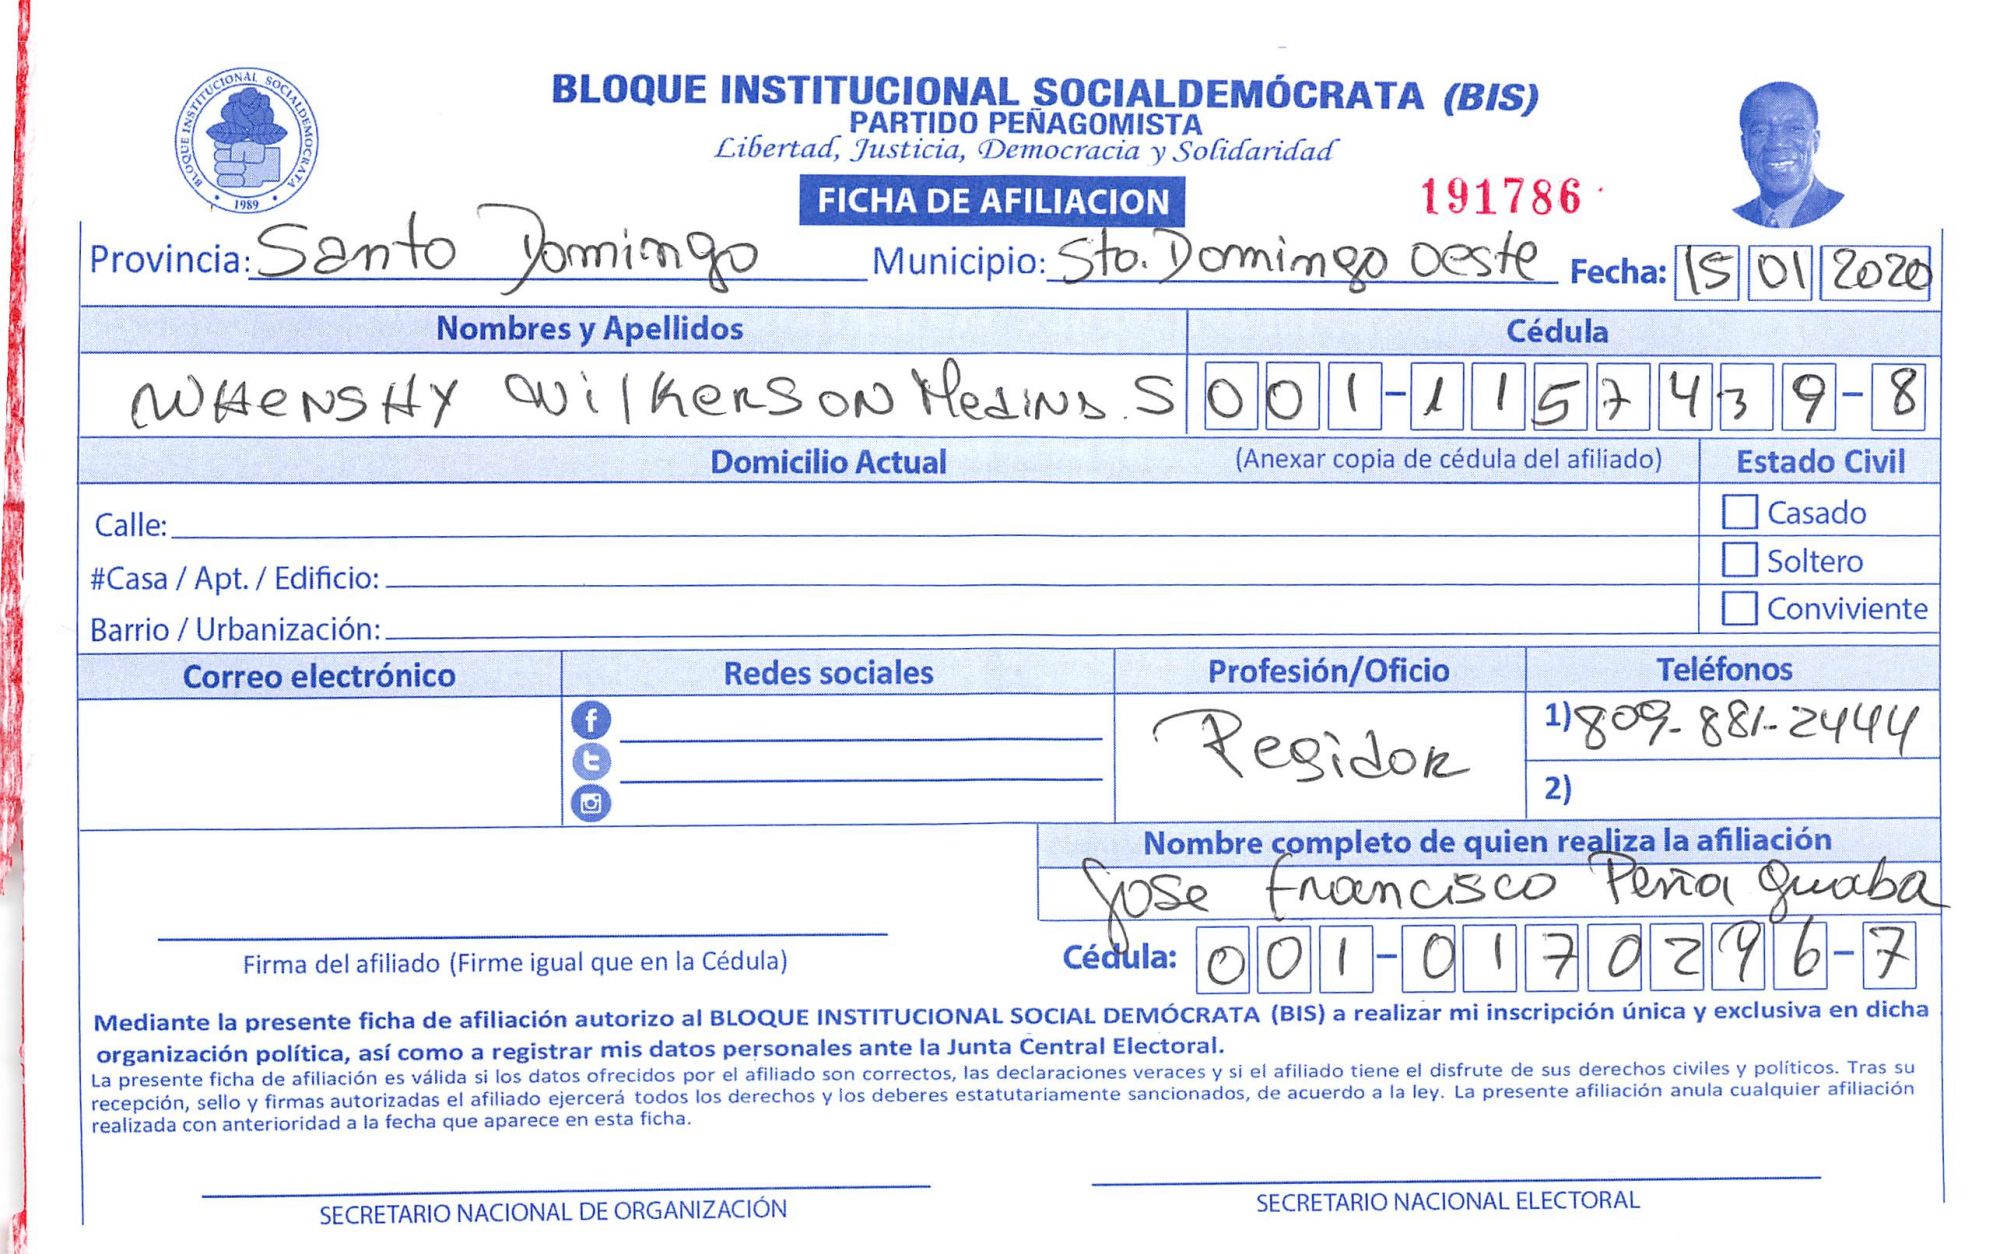 BLOQUE INSTITUCIONAL SOCIALDEMÓCRATA (BIS)
PARTIDO PEÑAGOMISTA
Libertad, Justicia, Democracia y Solidaridad
BLOQUE INSTITUCIONAL SOCIALDEMOCRATA
• 1989 •
FICHA DE AFILIACION
191786
Provincia: Santo Domingo Municipio: Sto. Domingo oeste Fecha: 15 01 2020
Nombres y Apellidos Cédula
WHENSHY WilkersON MeDiNA S 001-1157439-8
Domicilio Actual (Anexar copia de cédula del afiliado) Estado Civil
Calle: Casado
#Casa / Apt. / Edificio: Soltero
Barrio / Urbanización: Conviviente
Correo electrónico Redes sociales Profesión/Oficio Teléfonos
Regidor
1) 809-881-2444
2)
Nombre completo de quien realiza la afiliación
Jose Francisco Peña Guaba
Cédula: 001-0170296-7
Firma del afiliado (Firme igual que en la Cédula)
Mediante la presente ficha de afiliación autorizo al BLOQUE INSTITUCIONAL SOCIAL DEMÓCRATA (BIS) a realizar mi inscripción única y exclusiva en dicha
organización política, así como a registrar mis datos personales ante la Junta Central Electoral.
La presente ficha de afiliación es válida si los datos ofrecidos por el afiliado son correctos, las declaraciones veraces y si el afiliado tiene el disfrute de sus derechos civiles y políticos. Tras su
recepción, sello y firmas autorizadas el afiliado ejercerá todos los derechos y los deberes estatutariamente sancionados, de acuerdo a la ley. La presente afiliación anula cualquier afiliación
realizada con anterioridad a la fecha que aparece en esta ficha.
SECRETARIO NACIONAL DE ORGANIZACIÓN SECRETARIO NACIONAL ELECTORAL